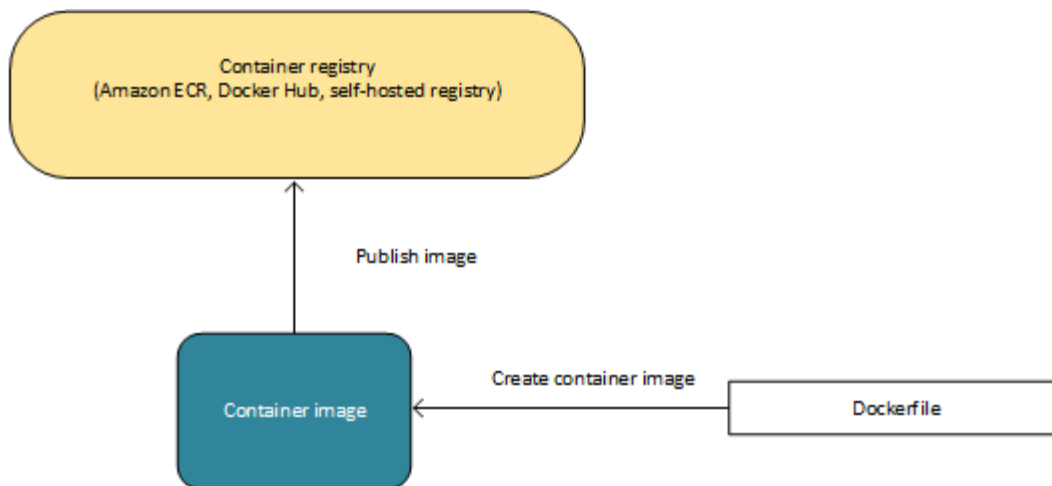 Container registry
(Amazon ECR, Docker Hub, self-hosted registry)
Publish image
Create container image
Container image
Dockerfile